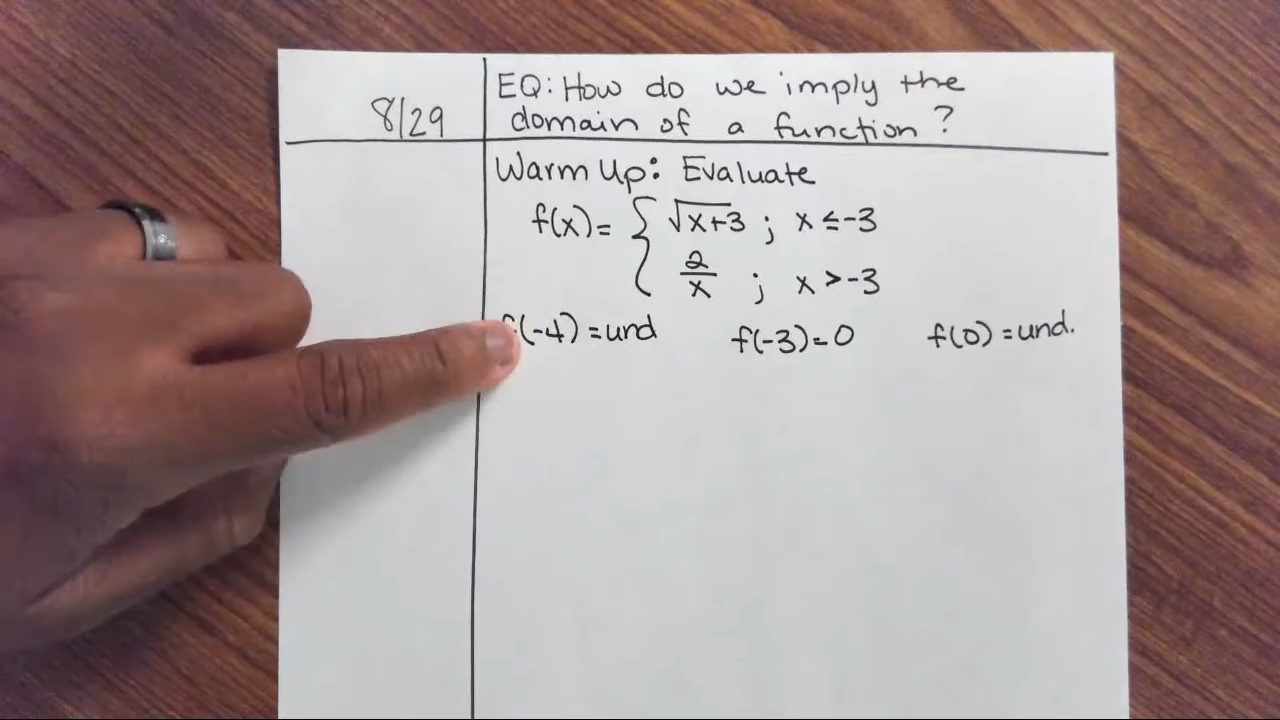 8/29
EQ: How do we imply the
domain of a function?
Warm Up: Evaluate
f(x)= { √x+3 ; x ≤ -3
2/x ; x > -3
f(-4) = und f(-3) = 0 f(0) = und.